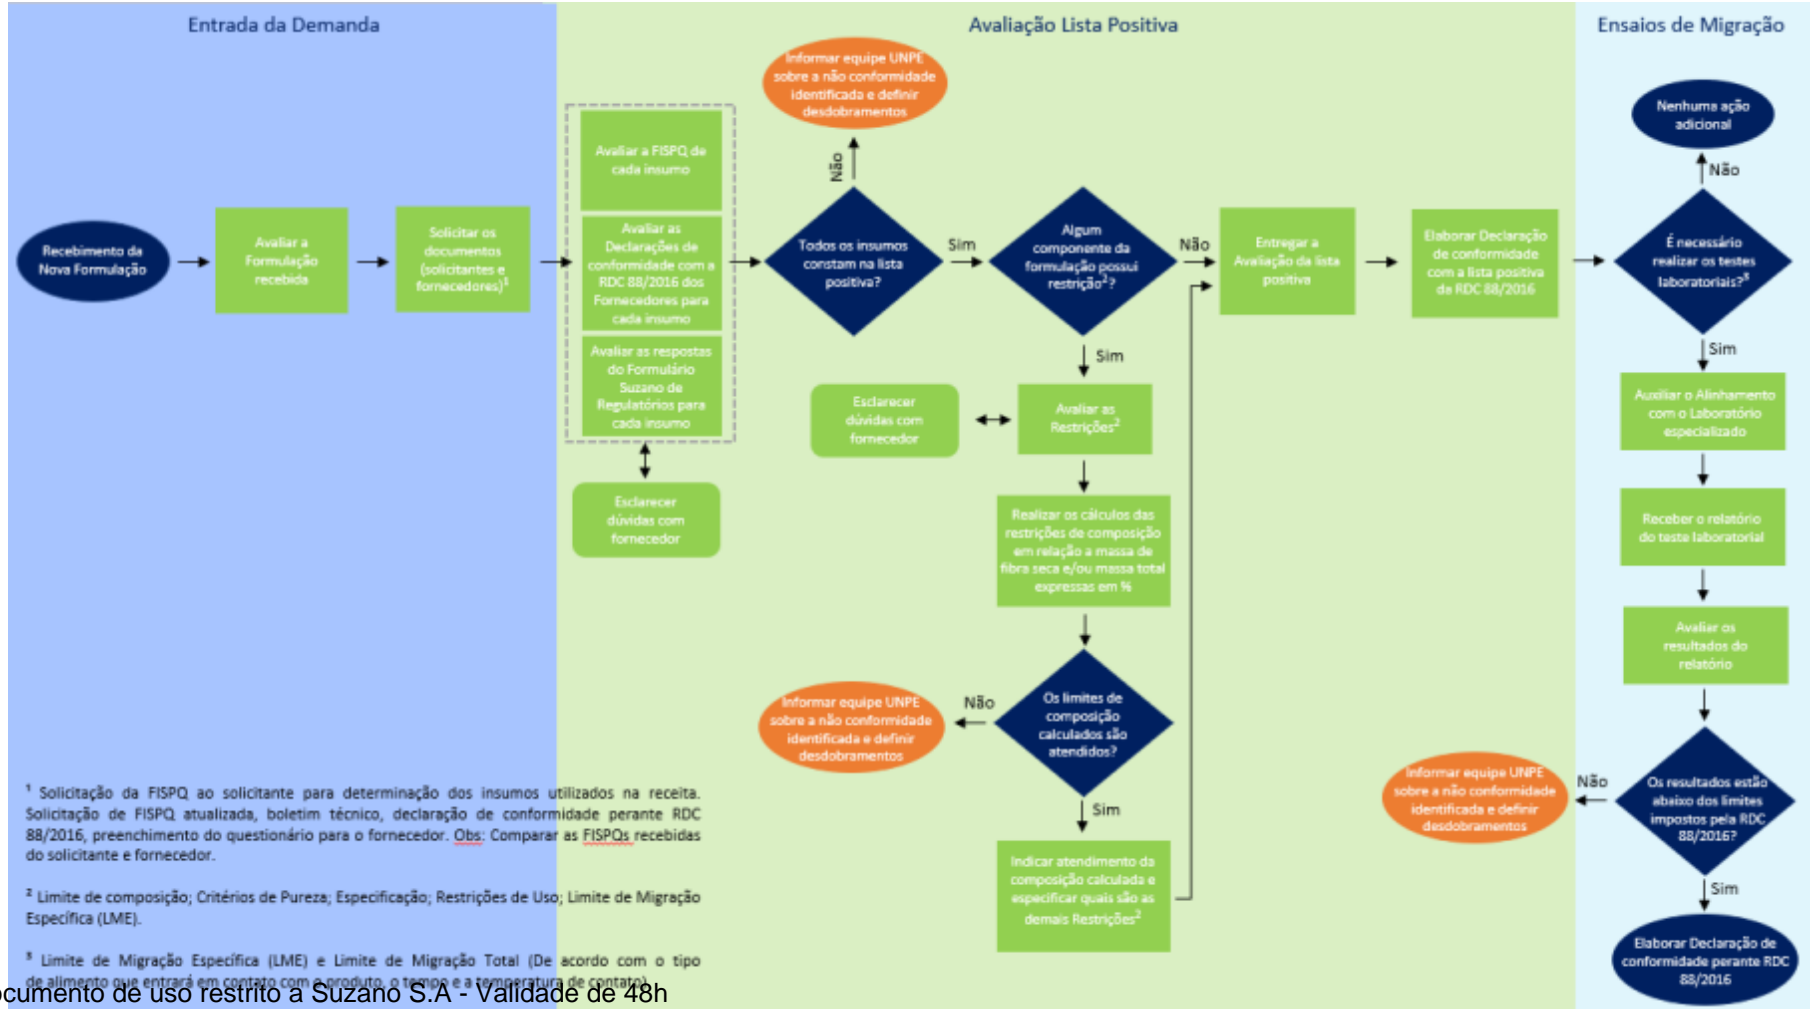 Entrada da Demanda
Avaliação Lista Positiva
Ensaios de Migração
Recebimento da
Nova Formulação
Avaliar a
Formulação
recebida
Solicitar os
documentos
(solicitantes e
fornecedores)¹
Avaliar a FISPQ de
cada insumo
Avaliar as
Declarações de
conformidade com a
RDC 88/2016 dos
Fornecedores para
cada insumo
Avaliar as respostas
do Formulário
Suzano de
Regulatórios para
cada insumo
Esclarecer
dúvidas com
fornecedor
Informar equipe UNPE
sobre a não conformidade
identificada e definir
desdobramentos
Não
Todos os insumos
constam na lista
positiva?
Sim
Algum
componente da
formulação possui
restrição²?
Não
Sim
Esclarecer
dúvidas com
fornecedor
Avaliar as
Restrições²
Realizar os cálculos das
restrições de composição
em relação a massa de
fibra seca e/ou massa total
expressas em %
Os limites de
composição
calculados são
atendidos?
Não
Informar equipe UNPE
sobre a não conformidade
identificada e definir
desdobramentos
Sim
Indicar atendimento da
composição calculada e
especificar quais são as
demais Restrições²
Entregar a
Avaliação da lista
positiva
Elaborar Declaração
de conformidade
com a lista positiva
da RDC 88/2016
Nenhuma ação
adicional
Não
É necessário
realizar os testes
laboratoriais?³
Sim
Auxiliar o Alinhamento
com o Laboratório
especializado
Receber o relatório
do teste laboratorial
Avaliar os
resultados do
relatório
Os resultados estão
abaixo dos limites
impostos pela RDC
88/2016?
Não
Informar equipe UNPE
sobre a não conformidade
identificada e definir
desdobramentos
Sim
Elaborar Declaração de
conformidade perante RDC
88/2016
¹ Solicitação da FISPQ ao solicitante para determinação dos insumos utilizados na receita.
Solicitação de FISPQ atualizada, boletim técnico, declaração de conformidade perante RDC
88/2016, preenchimento do questionário para o fornecedor. Obs: Comparar as FISPQs recebidas
do solicitante e fornecedor.
² Limite de composição; Critérios de Pureza; Especificação; Restrições de Uso; Limite de Migração
Específica (LME).
³ Limite de Migração Específica (LME) e Limite de Migração Total (De acordo com o tipo
de alimento que entrará em contato com o produto, o tempo e a temperatura de contato)
ocumento de uso restrito a Suzano S.A - Validade de 48h